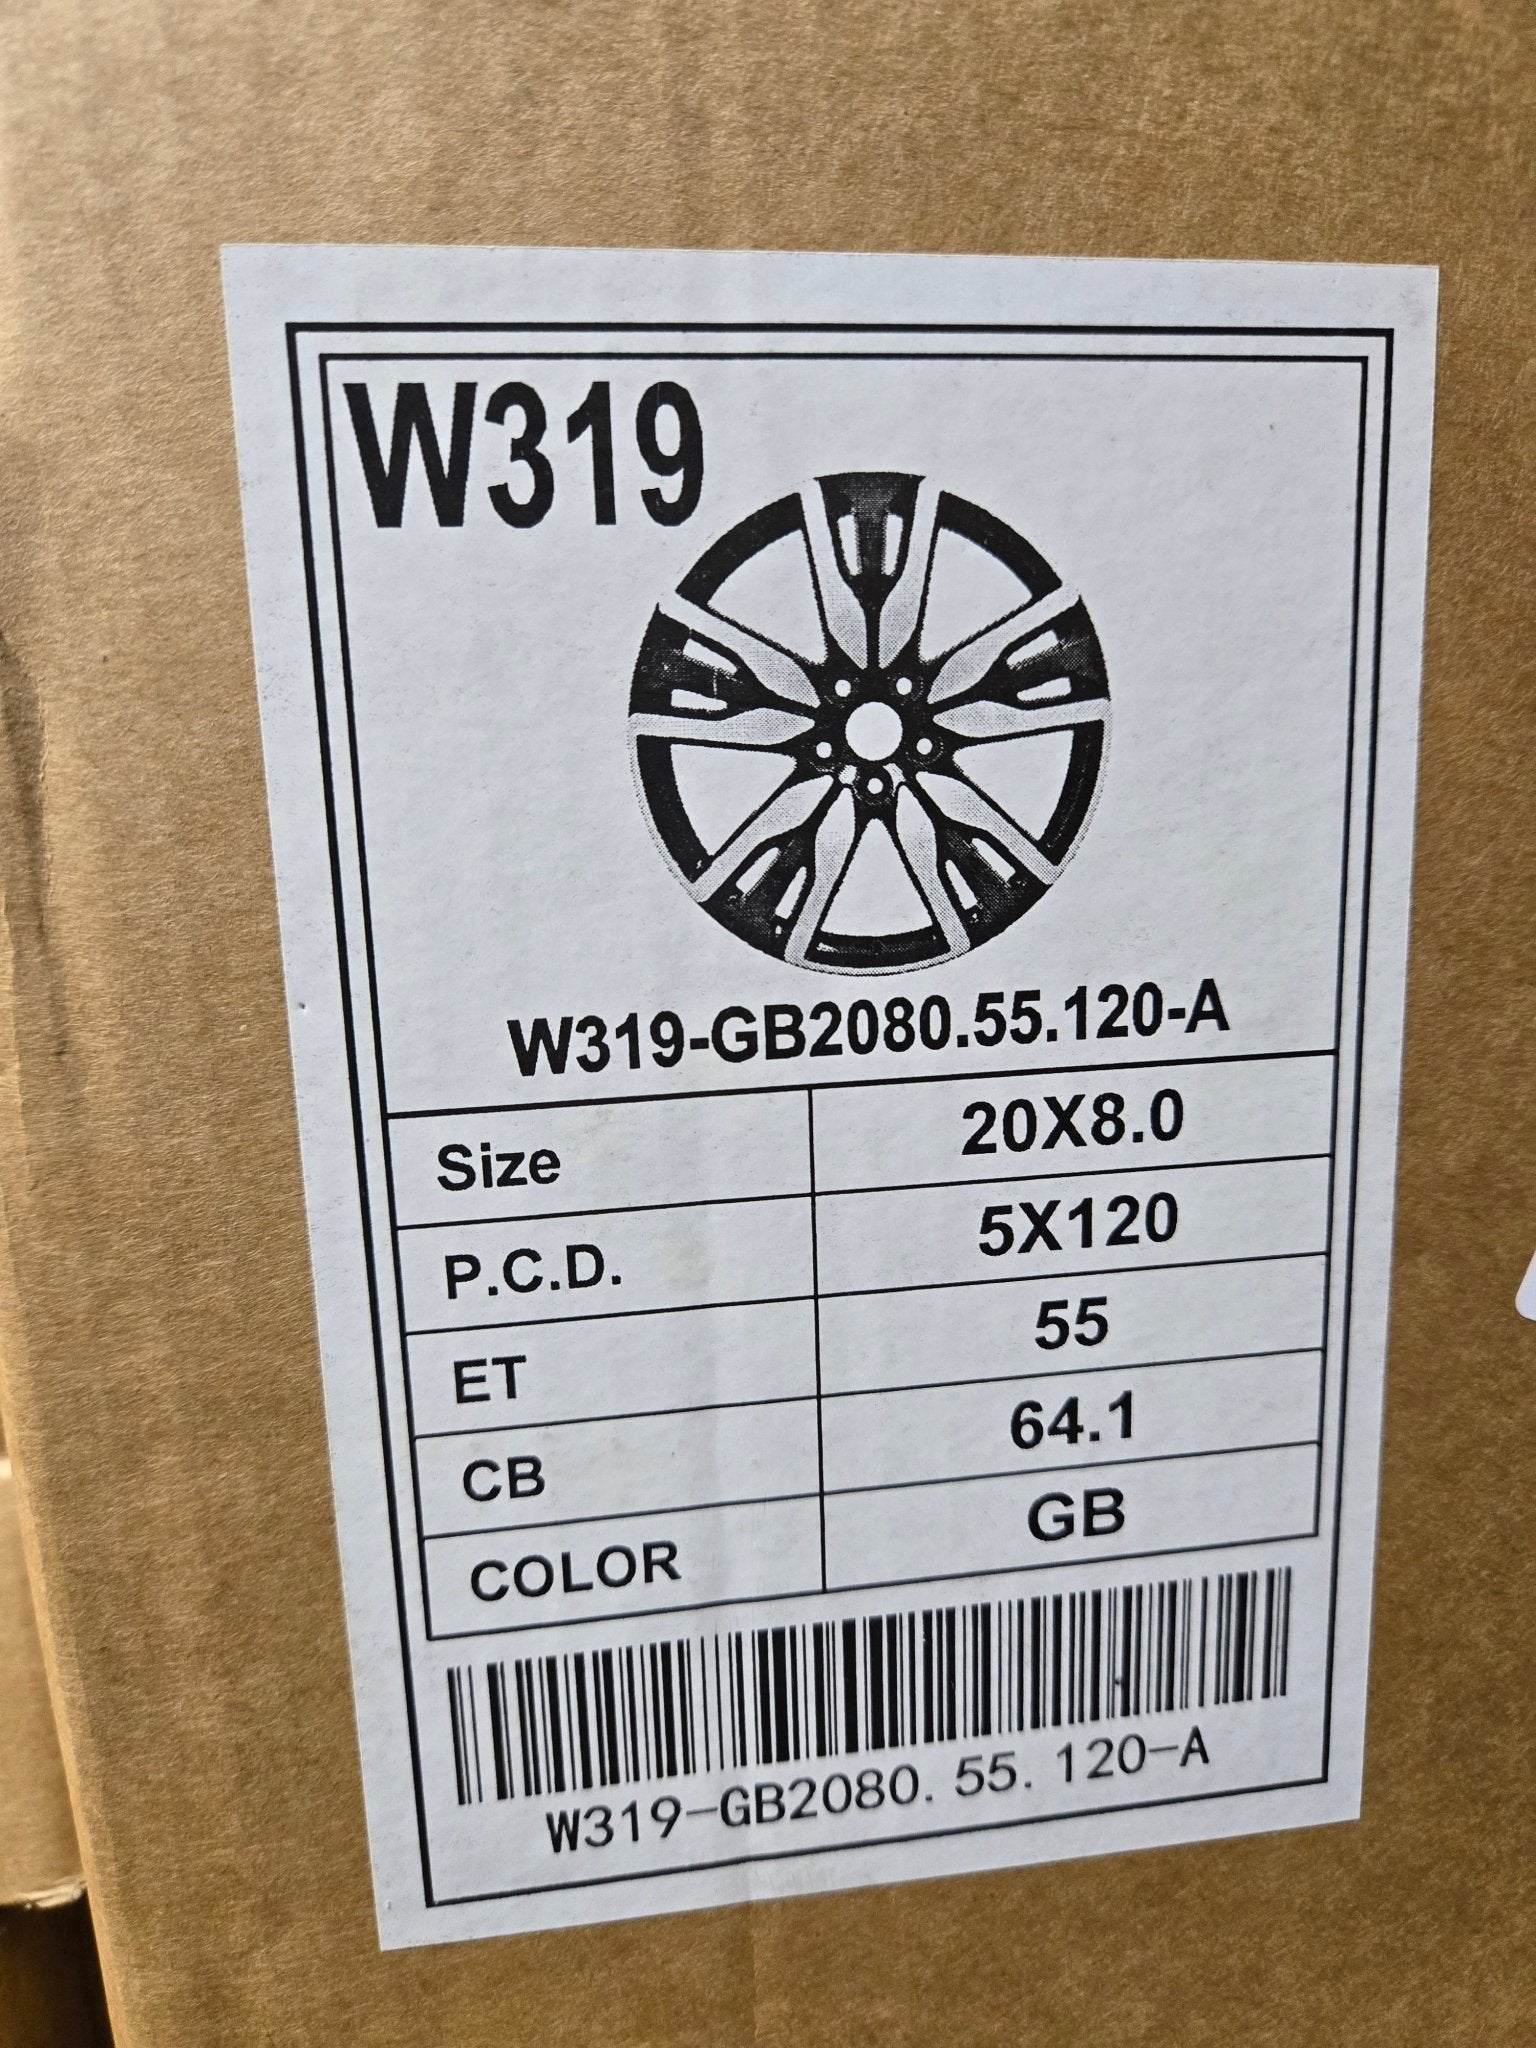 W319
W319-GB2080.55.120-A
Size 20X8.0
P.C.D. 5X120
ET 55
CB 64.1
COLOR GB
W319-GB2080.55.120-A